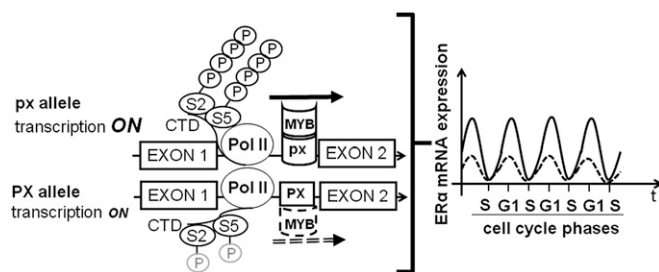 P
P
P
P
P
P
P
P
S2
S5
px allele
transcription ON
CTD
MYB
Pol II
px
EXON 1
EXON 2
PX allele
transcription ON
EXON 1
Pol II
PX
EXON 2
CTD
S2
S5
MYB
P
P
ERα mRNA expression
S G1 S G1 S G1 S
t
cell cycle phases